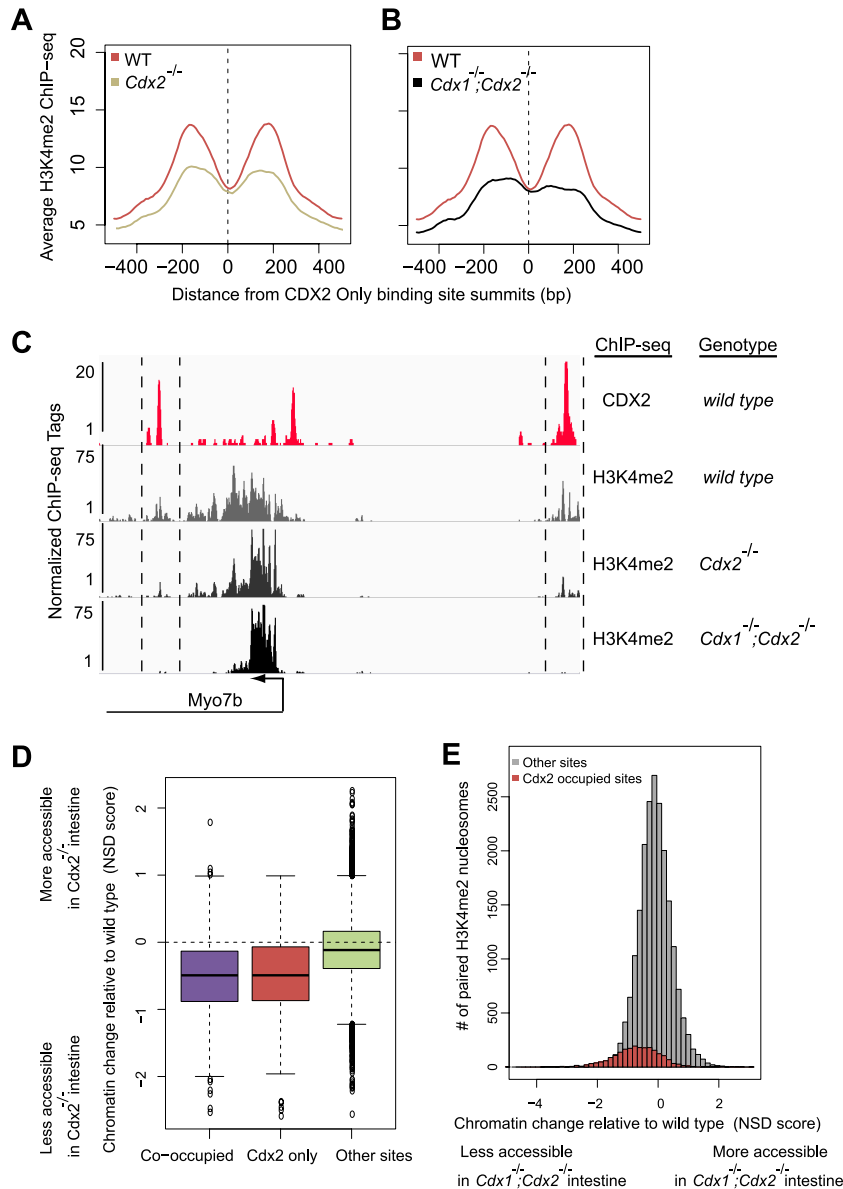 A
B
WT
Cdx2-/-
WT
Cdx1-/-;Cdx2-/-
Average H3K4me2 ChIP-seq
20
15
10
5
−400 −200 0 200 400
−400 −200 0 200 400
Distance from CDX2 Only binding site summits (bp)
C
ChIP-seq Genotype
Normalized ChIP-seq Tags
20
1
CDX2 wild type
75
1
H3K4me2 wild type
75
1
H3K4me2 Cdx2-/-
75
1
H3K4me2 Cdx1-/-;Cdx2-/-
Myo7b
D
More accessible
in Cdx2-/- intestine
Less accessible
in Cdx2-/- intestine
Chromatin change relative to wild type (NSD score)
2
1
0
−1
−2
Co-occupied Cdx2 only Other sites
E
Other sites
Cdx2 occupied sites
# of paired H3K4me2 nucleosomes
2500
2000
1500
1000
500
0
−4 −2 0 2
Chromatin change relative to wild type (NSD score)
Less accessible
in Cdx1-/-;Cdx2-/- intestine
More accessible
in Cdx1-/-;Cdx2-/- intestine